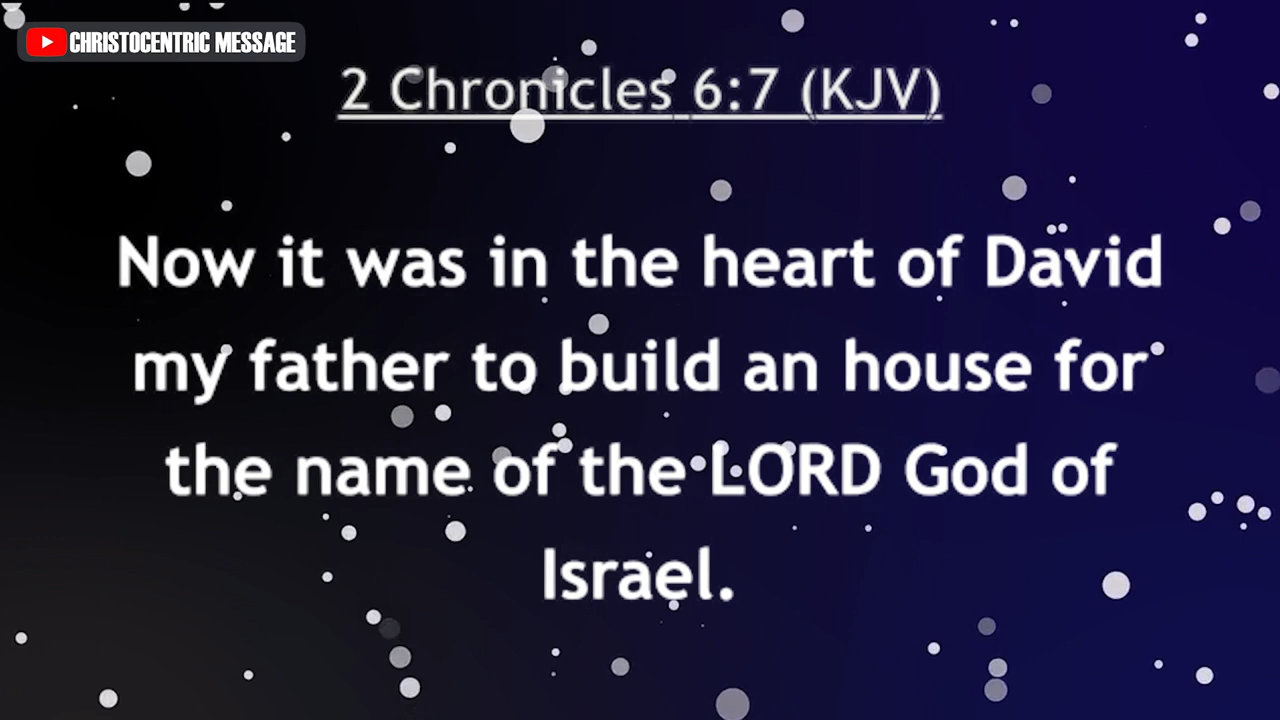 CHRISTOCENTRIC MESSAGE
2 Chronicles 6:7 (KJV)
Now it was in the heart of David
my father to build an house for
the name of the LORD God of
Israel.